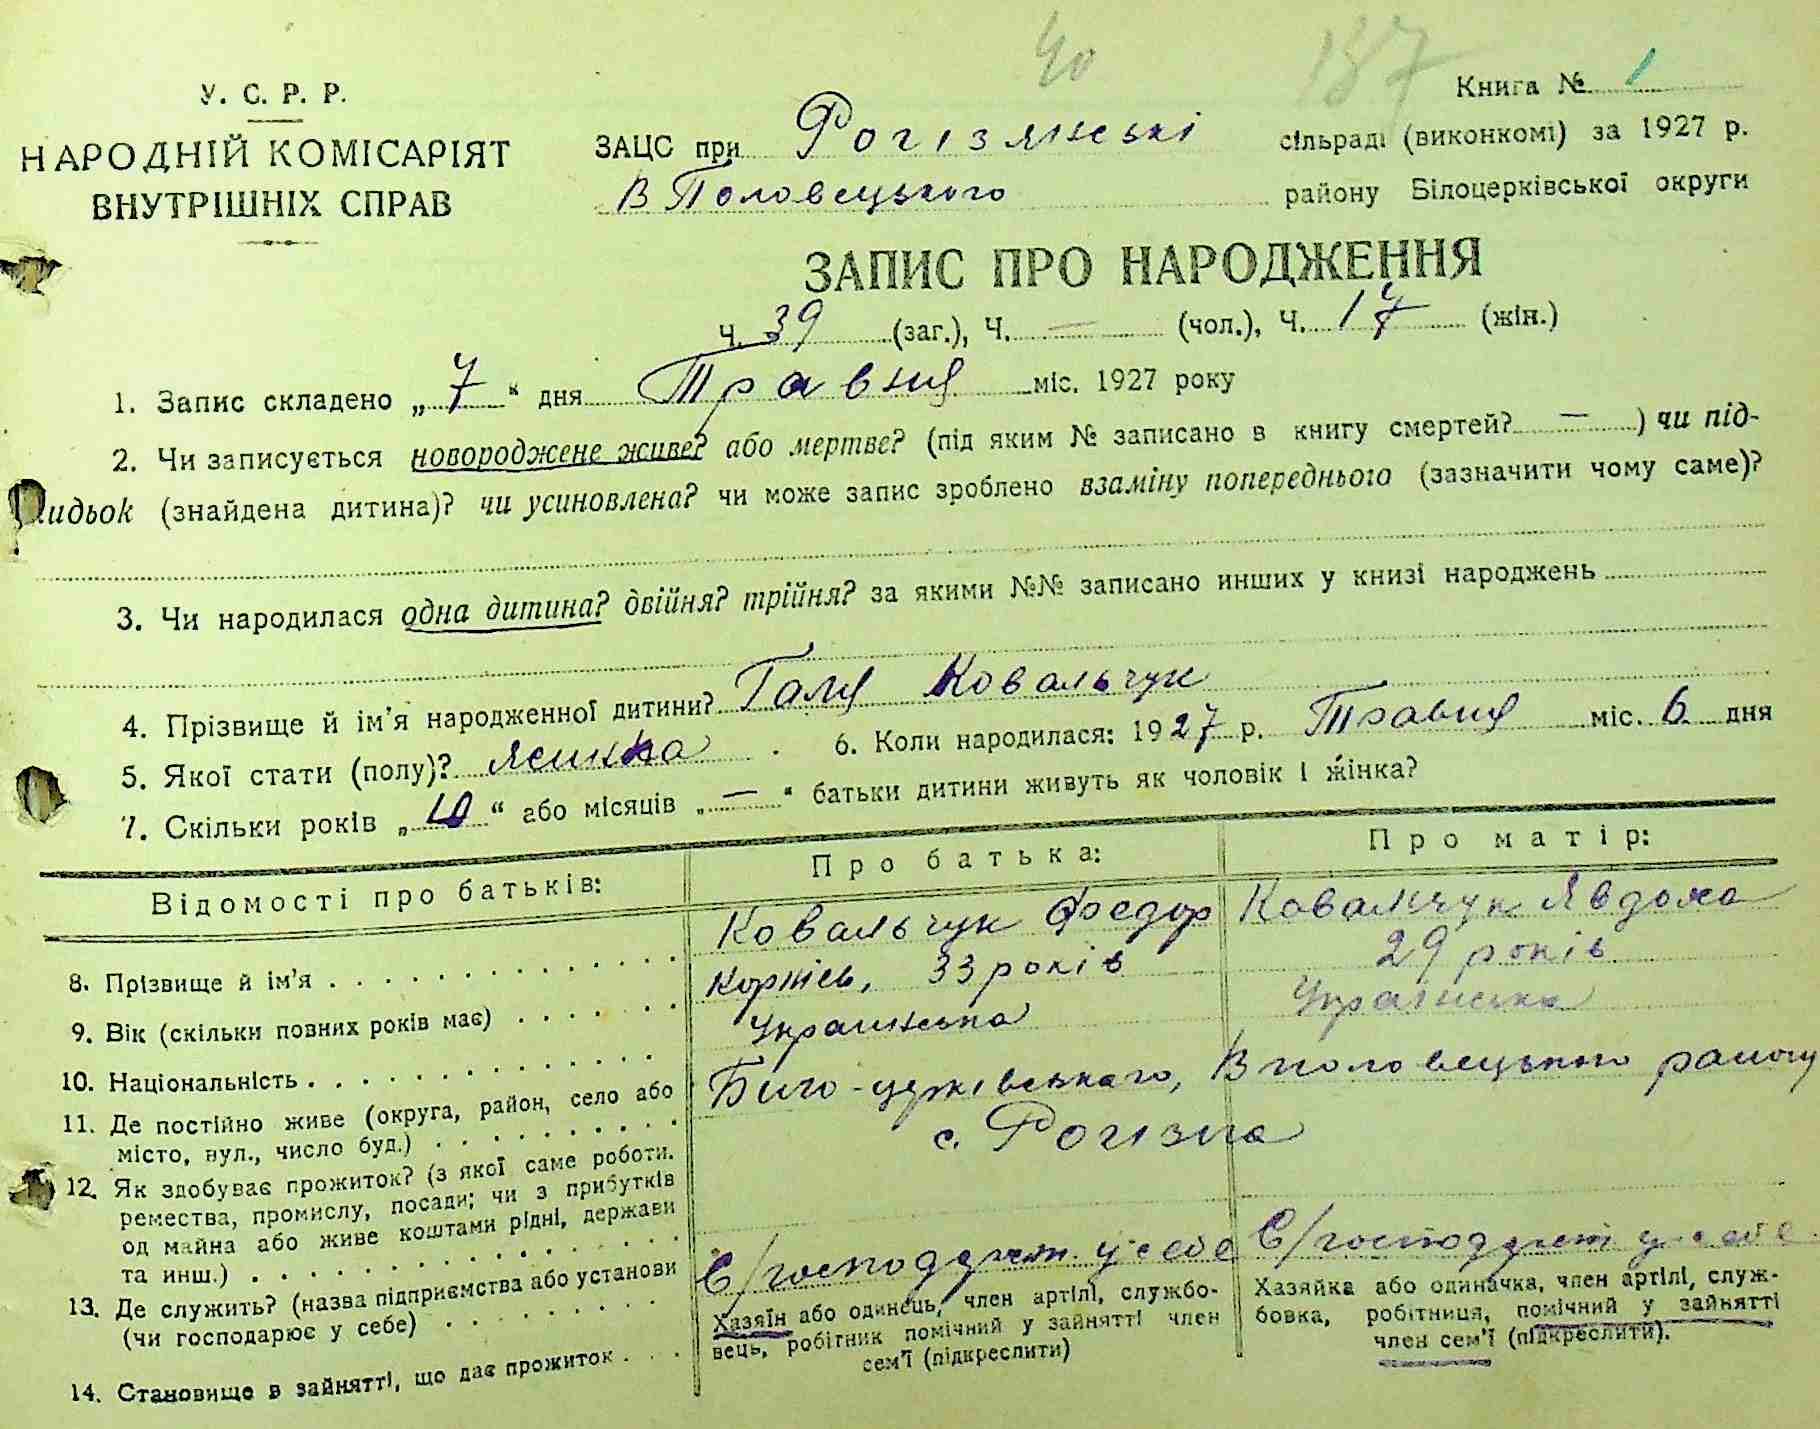 40 187
У. С. Р. Р.
НАРОДНІЙ КОМІСАРІЯТ
ВНУТРІШНІХ СПРАВ
Книга № 1
ЗАЦС при Рогізянські сільраді (виконкомі) за 1927 р.
В Половецького району Білоцерківської округи
ЗАПИС ПРО НАРОДЖЕННЯ
Ч. 39 (заг.), Ч. — (чол.), Ч. 17 (жін.)
1. Запис складено „ 7 “ дня Травня міс. 1927 року
2. Чи записується новороджене живе? або мертве? (під яким № записано в книгу смертей? — ) чи під-
идьок (знайдена дитина)? чи усиновлена? чи може запис зроблено взаміну попереднього (зазначити чому саме)?
3. Чи народилася одна дитина? двійня? трійня? за якими №№ записано инших у книзі народжень
4. Прізвище й ім'я народженної дитини? Галя Ковальчук
5. Якої стати (полу)? Жінка . 6. Коли народилася: 1927 р. Травня міс. 6 дня
7. Скільки років „ 10 “ або місяців „ — “ батьки дитини живуть як чоловік і жінка?
Відомості про батьків: Про батька: Про матір:
8. Прізвище й ім'я Ковальчук Федор Ковальчук Явдоха
9. Вік (скільки повних років має) 33 років 29 років
10. Національність Украинська Українська
11. Де постійно живе (округа, район, село або
місто, вул., число буд.) Било-церківського, В половецького району
с. Рогізна
12. Як здобуває прожиток? (з якої саме роботи.
ремества, промислу, посади; чи з прибутків
од майна або живе коштами рідні, держави
та инш.)
13. Де служить? (назва підприємства або установи
(чи господарює у себе) С/господарст. у себе С/господарст у себе
14. Становище в зайнятті, що дає прожиток
Хазяїн або одинець, член артілі, службо-
вець, робітник помічний у зайнятті член
сем'ї (підкреслити)
Хазяйка або одиначка, член артілі, служ-
бовка, робітниця, помічний у зайнятті
член сем'ї (підкреслити).